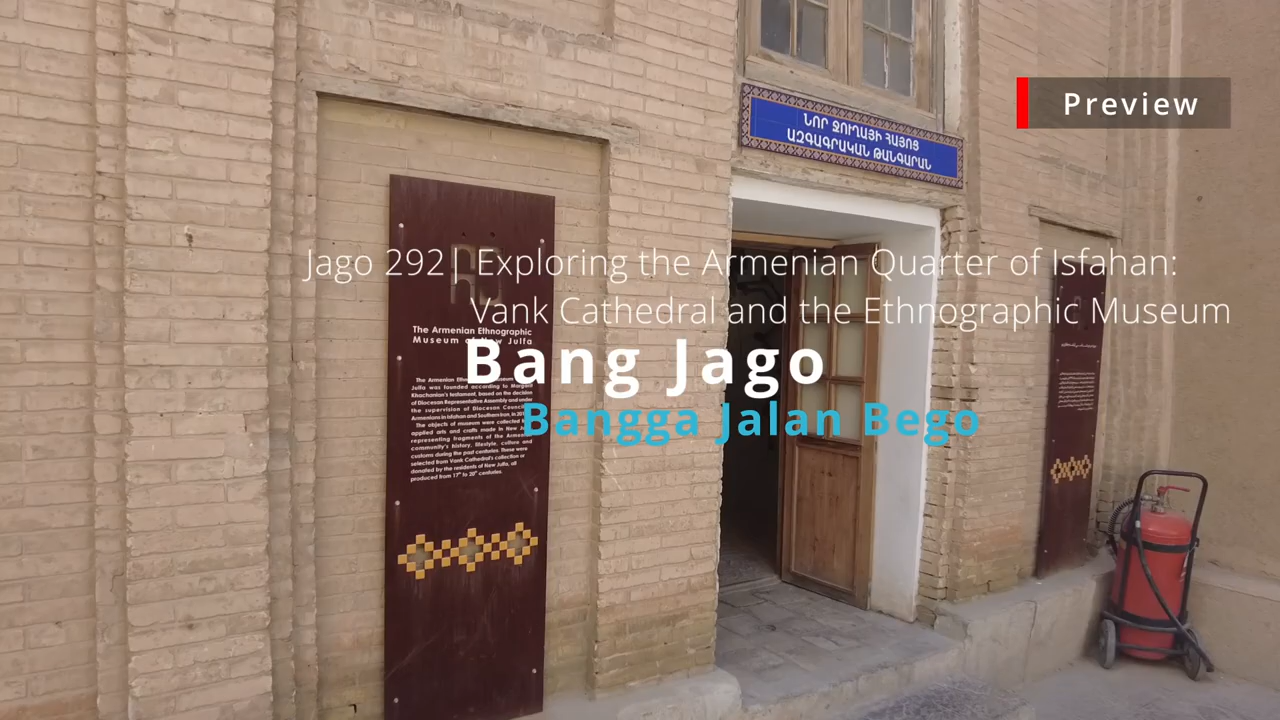 Preview
ՆՈՐ ՋՈՒՂԱՅԻ ՀԱՅՈՑ
ԱԶԳԱԳՐԱԿԱՆ ԹԱՆԳԱՐԱՆ
Jago 292| Exploring the Armenian Quarter of Isfahan:
Vank Cathedral and the Ethnographic Museum
Bang Jago
Bangga Jalan Bego
The Armenian Ethnographic
Museum of New Julfa
The Armenian
Julfa was founded according to
Khachanian's testament, based on the decision
of Diocesan Representative Assembly and under
the supervision of Diocesan Council
Armenians in Isfahan and Southern Iran, in
The objects of museum were collected
applied arts and crafts made in New
representing fragments of the
community's history, lifestyle, culture and
customs during the past centuries. These were
selected from Vank Cathedral's collection or
donated by the residents of New Julfa, all
produced from 17th to 20th centuries.